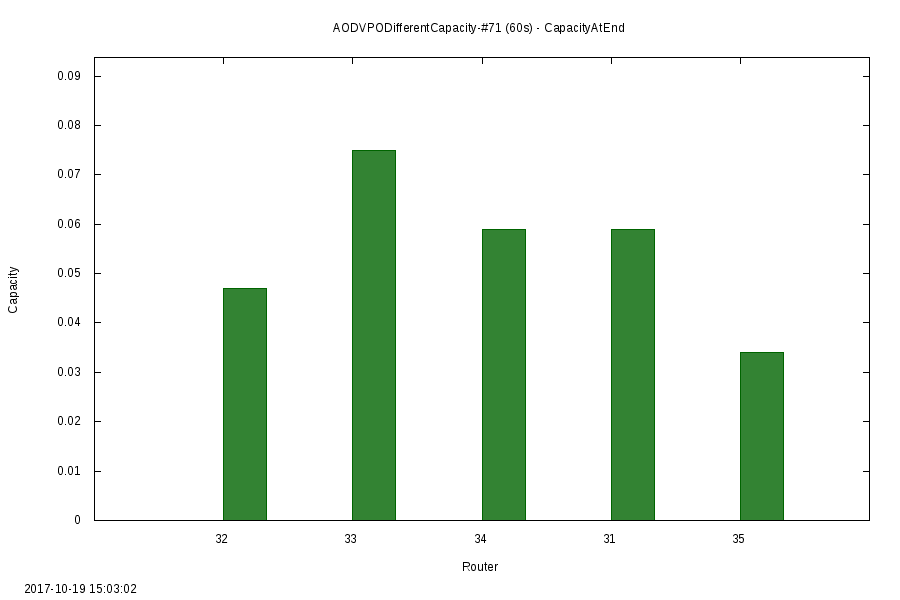 AODVPODifferentCapacity-#71 (60s) - CapacityAtEnd
0.09
0.08
0.07
0.06
0.05
0.04
0.03
0.02
0.01
0
Capacity
32 33 34 31 35
Router
2017-10-19 15:03:02